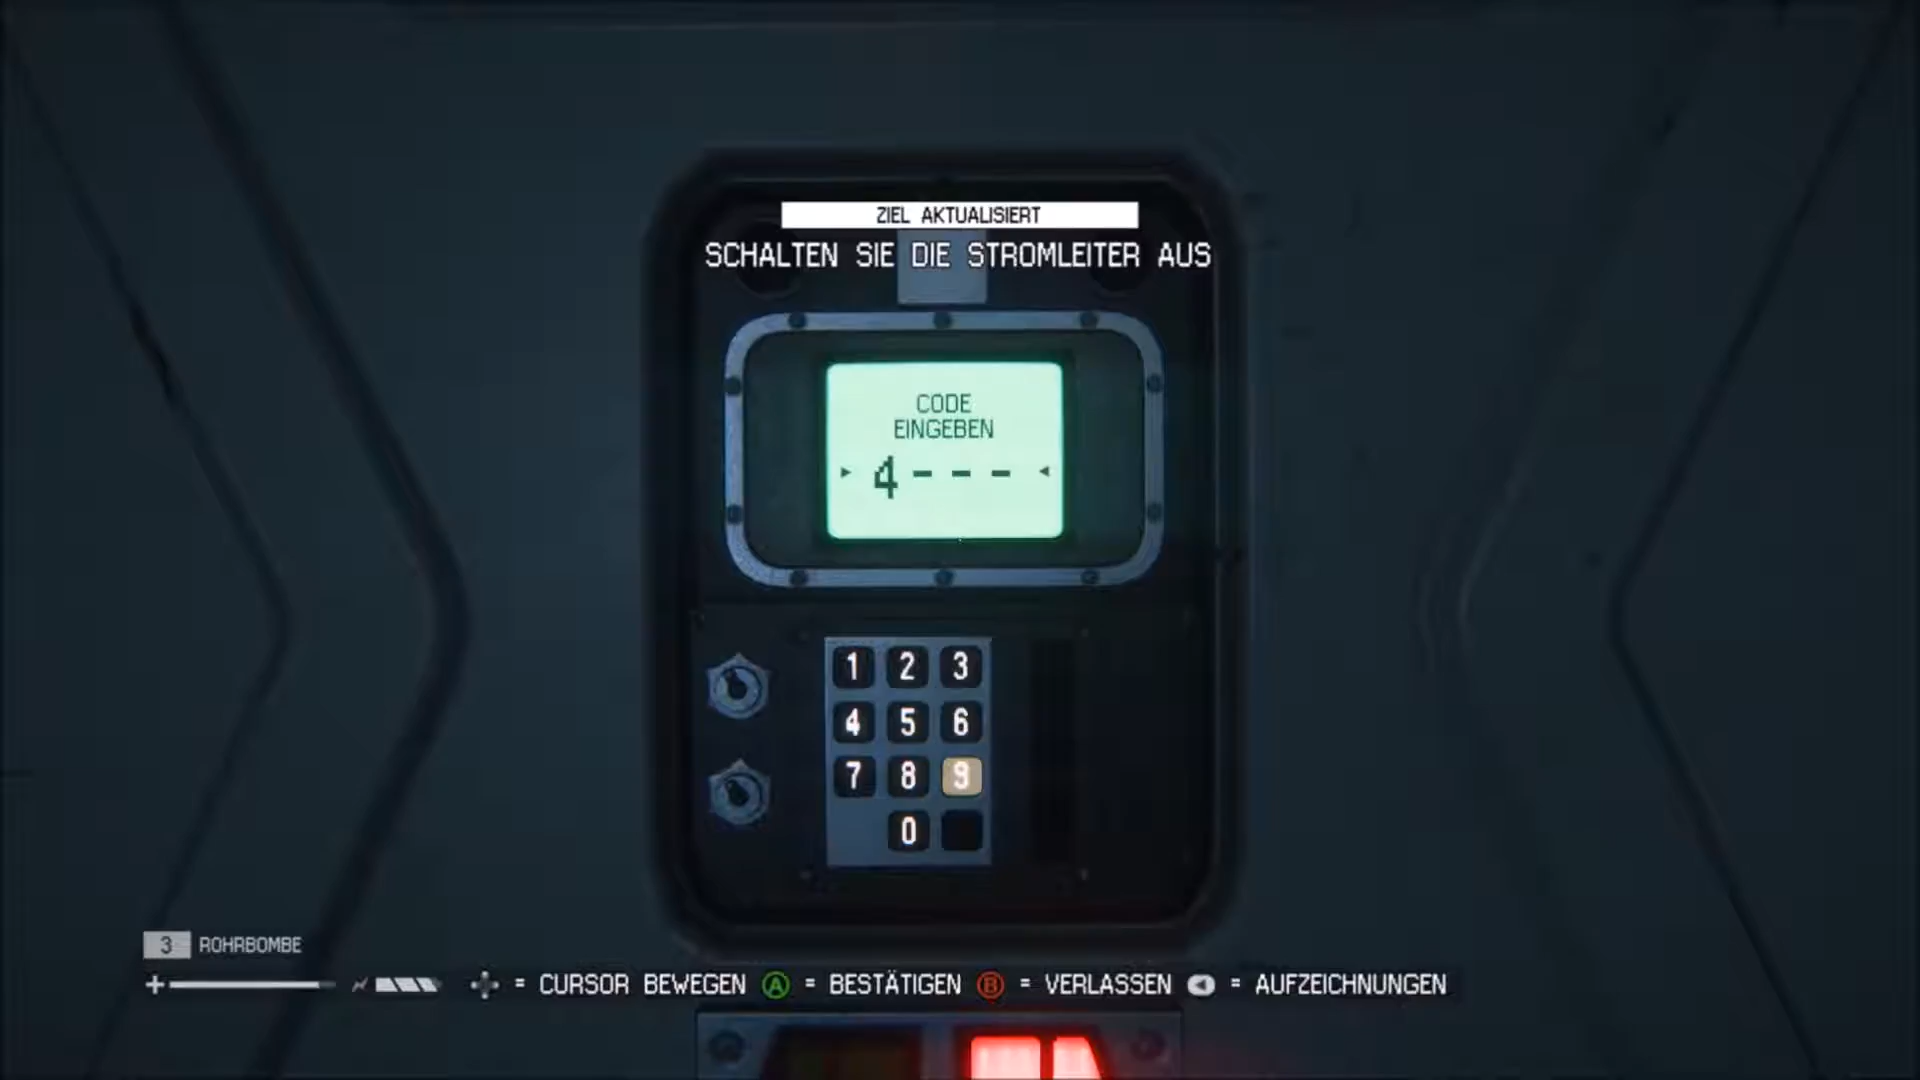 ZIEL AKTUALISIERT
SCHALTEN SIE DIE STROMLEITER AUS
CODE
EINGEBEN
4 - - -
1 2 3
4 5 6
7 8 9
0
3 ROHRBOMBE
= CURSOR BEWEGEN A = BESTÄTIGEN B = VERLASSEN = AUFZEICHNUNGEN